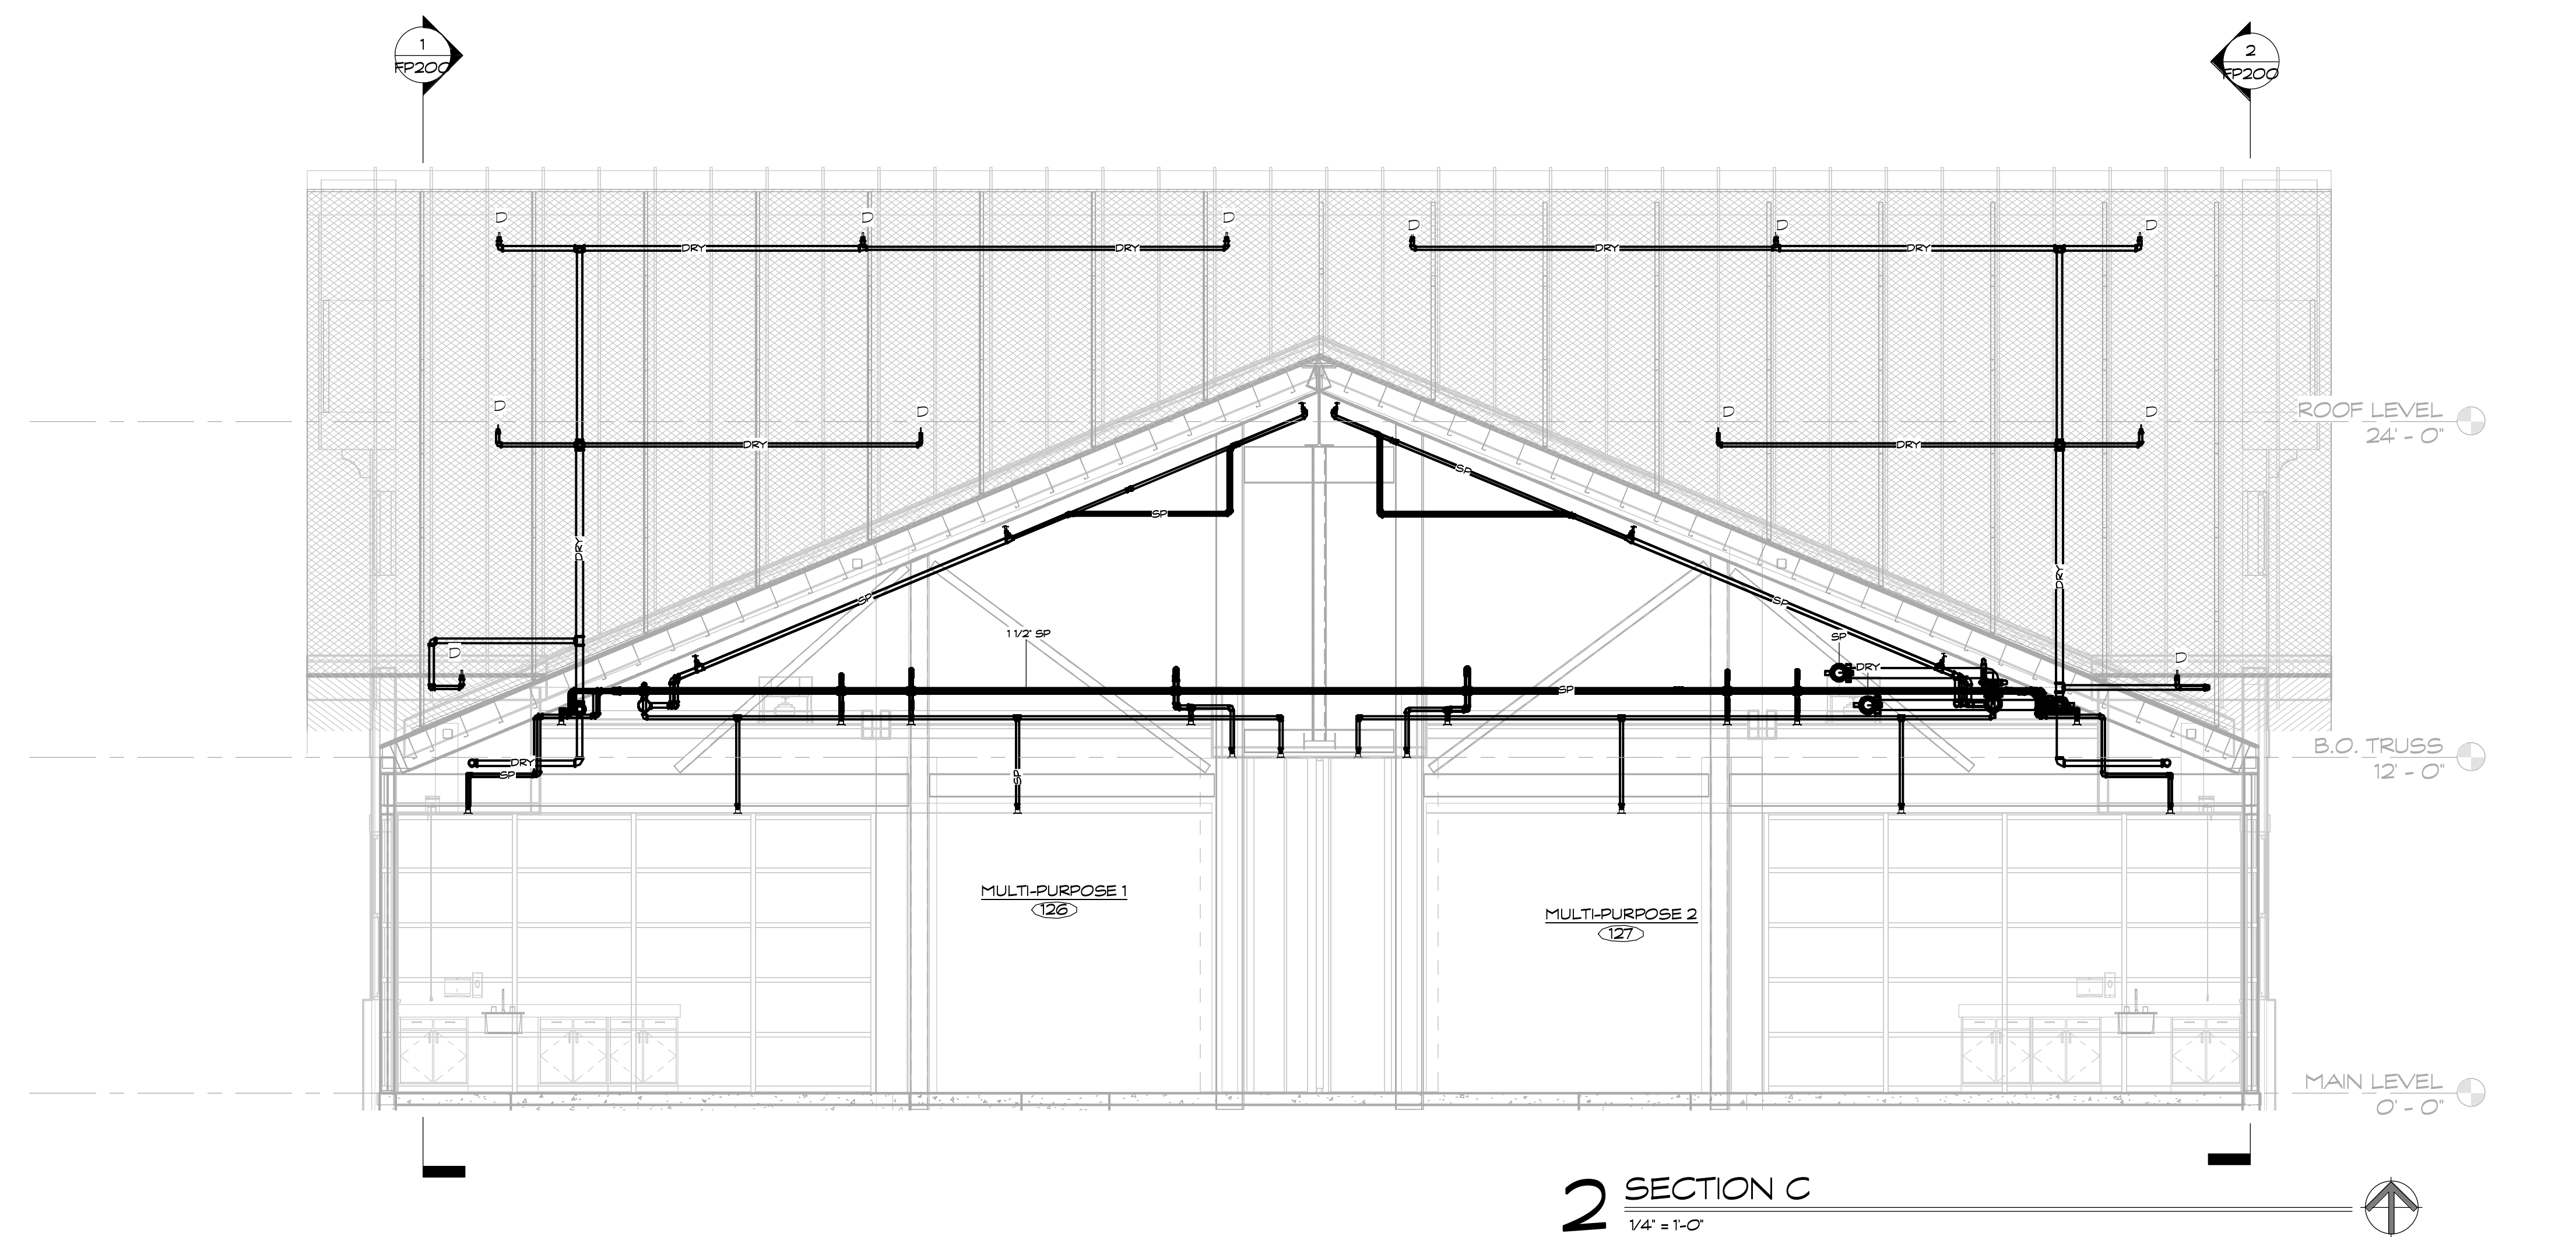 1
FP200
2
FP200
D
D
D
D
D
D
DRY
DRY
DRY
DRY
D
D
D
D
ROOF LEVEL
24' - 0"
DRY
DRY
SP
SP
DRY
DRY
SP
SP
1 1/2" SP
SP
D
D
DRY
SP
B.O. TRUSS
12' - 0"
DRY
SP
SP
MULTI-PURPOSE 1
126
MULTI-PURPOSE 2
127
MAIN LEVEL
0' - 0"
2
SECTION C
1/4" = 1'-0"